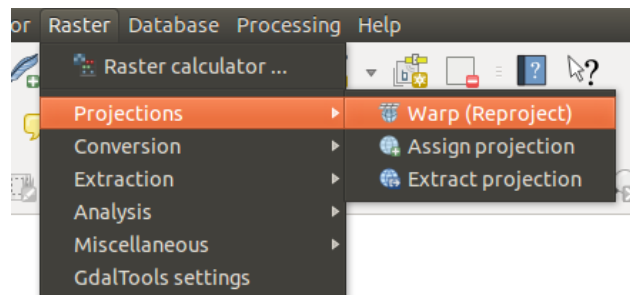 or Raster Database Processing Help
Raster calculator ...
Projections
Warp (Reproject)
Conversion
Assign projection
Extraction
Extract projection
Analysis
Miscellaneous
GdalTools settings